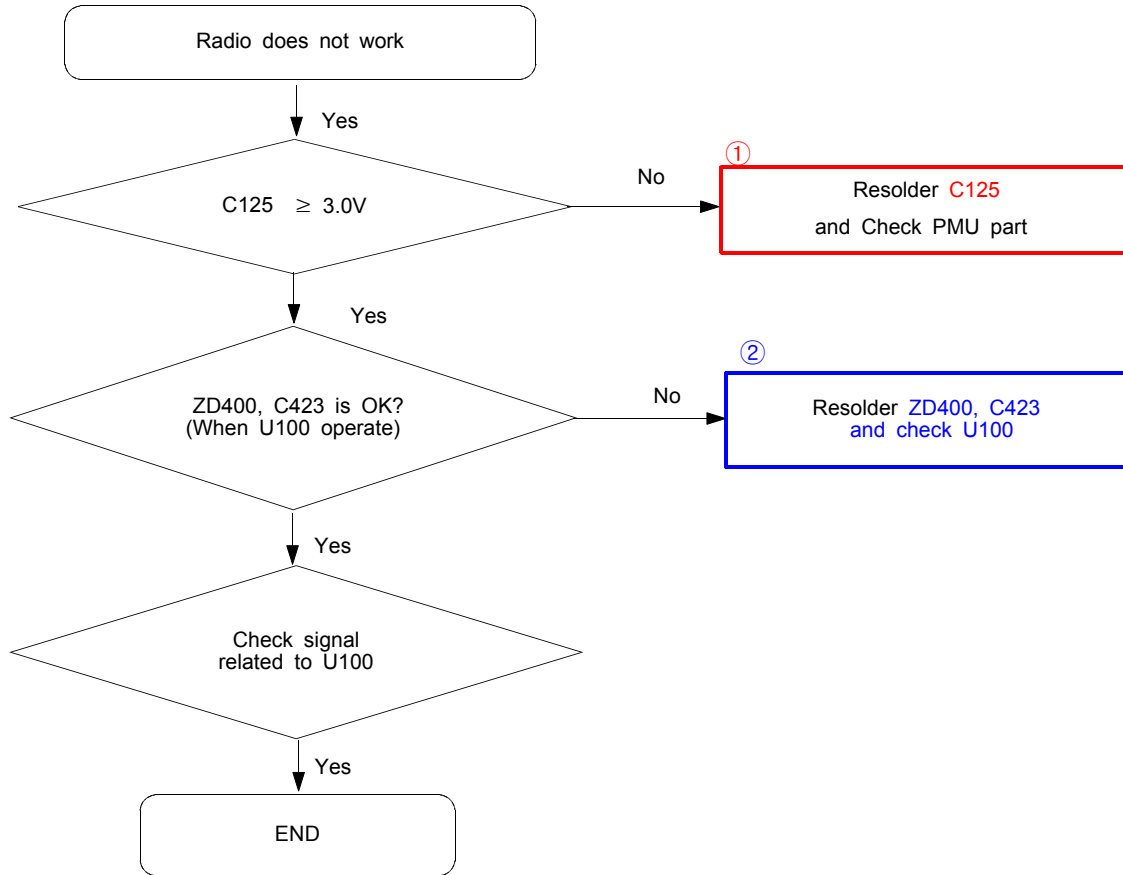 Radio does not work
Yes
①
No
C125 ≥ 3.0V
Resolder C125
and Check PMU part
Yes
②
No
ZD400, C423 is OK?
(When U100 operate)
Resolder ZD400, C423
and check U100
Yes
Check signal
related to U100
Yes
END